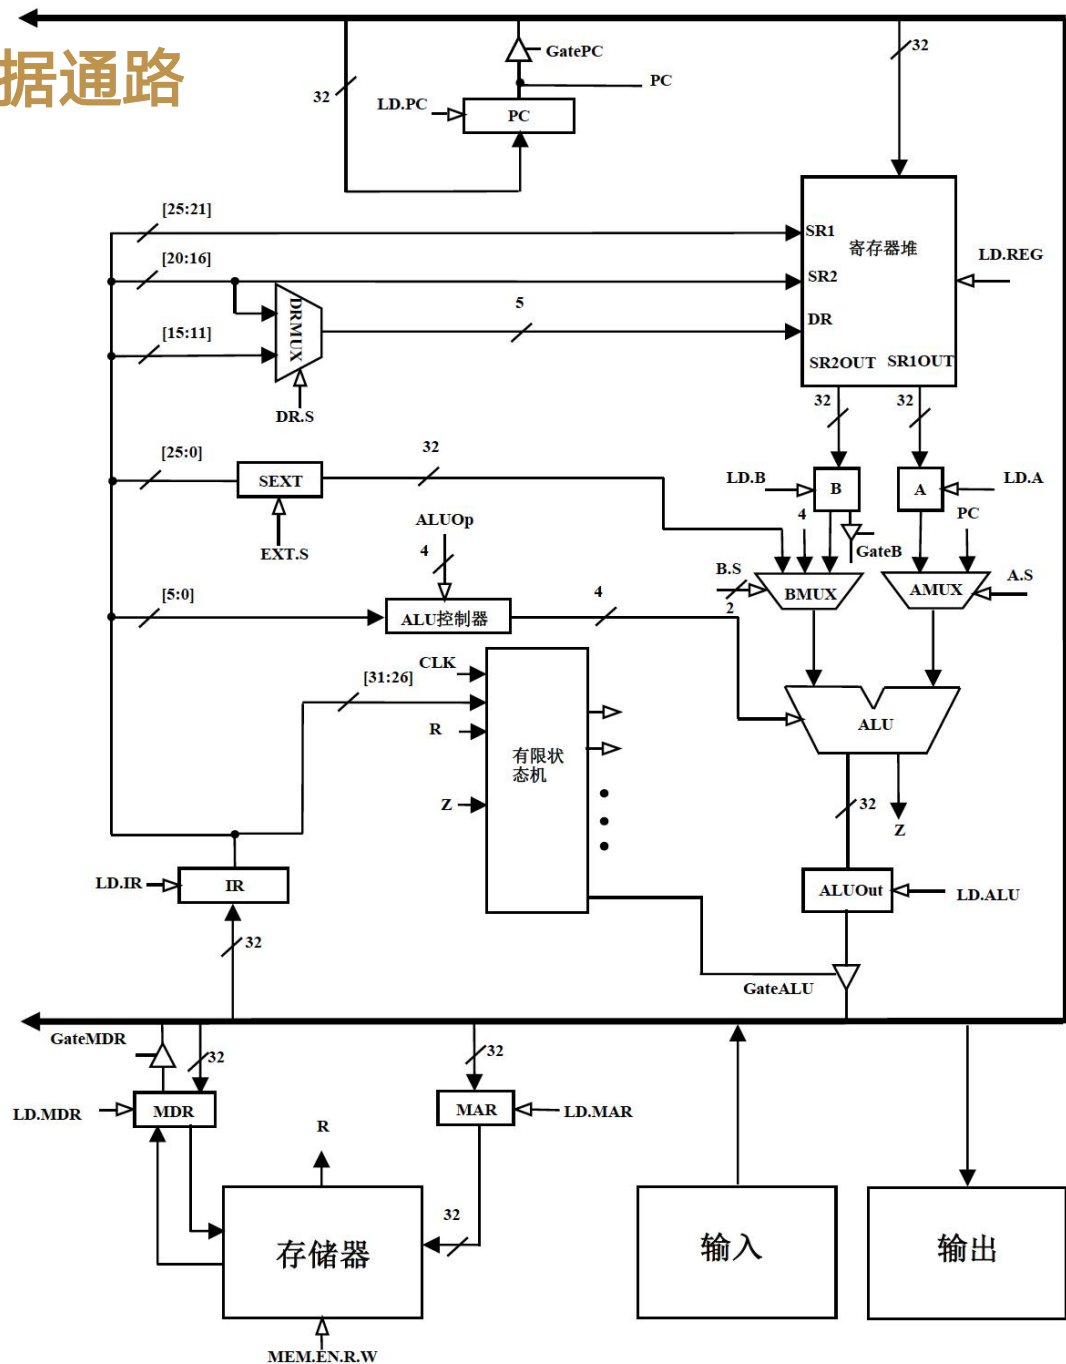 据通路
GatePC
32
PC
32
LD.PC
PC
[25:21]
SR1
寄存器堆
LD.REG
[20:16]
SR2
DRMUX
5
DR
[15:11]
SR2OUT
SR1OUT
DR.S
32
32
[25:0]
32
SEXT
LD.B
B
A
LD.A
ALUOp
4
PC
EXT.S
4
GateB
B.S
2
BMUX
AMUX
A.S
[5:0]
ALU控制器
4
CLK
[31:26]
R
有限状
态机
ALU
Z
32
Z
LD.IR
IR
ALUOut
LD.ALU
32
GateALU
GateMDR
32
32
LD.MDR
MDR
MAR
LD.MAR
R
32
存储器
输入
输出
MEM.EN.R.W